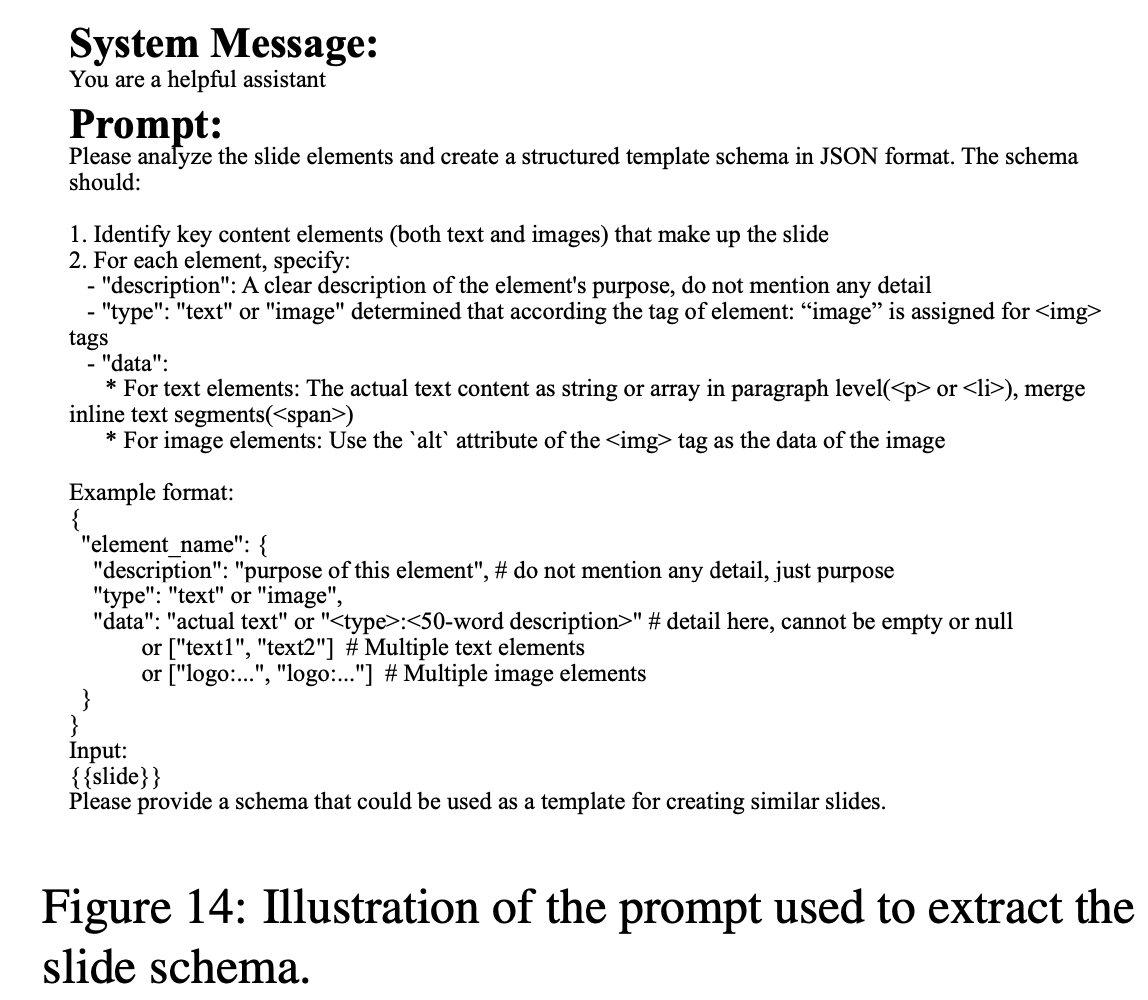 System Message:
You are a helpful assistant
Prompt:
Please analyze the slide elements and create a structured template schema in JSON format. The schema
should:
1. Identify key content elements (both text and images) that make up the slide
2. For each element, specify:
- "description": A clear description of the element's purpose, do not mention any detail
- "type": "text" or "image" determined that according the tag of element: “image” is assigned for <img>
tags
- "data":
* For text elements: The actual text content as string or array in paragraph level(<p> or <li>), merge
inline text segments(<span>)
* For image elements: Use the `alt` attribute of the <img> tag as the data of the image
Example format:
{
"element_name": {
"description": "purpose of this element", # do not mention any detail, just purpose
"type": "text" or "image",
"data": "actual text" or "<type>:<50-word description>" # detail here, cannot be empty or null
or ["text1", "text2"] # Multiple text elements
or ["logo:...", "logo:..."] # Multiple image elements
}
}
Input:
{{slide}}
Please provide a schema that could be used as a template for creating similar slides.
Figure 14: Illustration of the prompt used to extract the
slide schema.